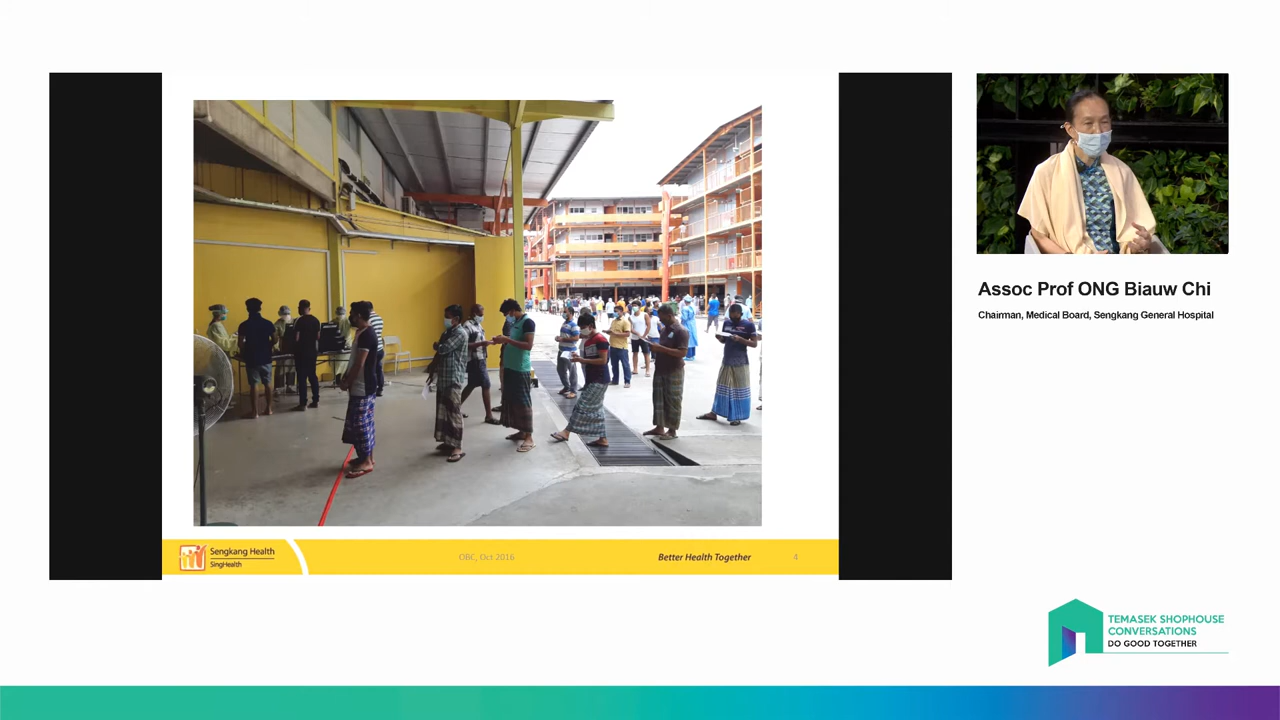 Assoc Prof ONG Biauw Chi
Chairman, Medical Board, Sengkang General Hospital
Sengkang Health
SingHealth
OBC, Oct 2016
Better Health Together
4
TEMASEK SHOPHOUSE
CONVERSATIONS
DO GOOD TOGETHER